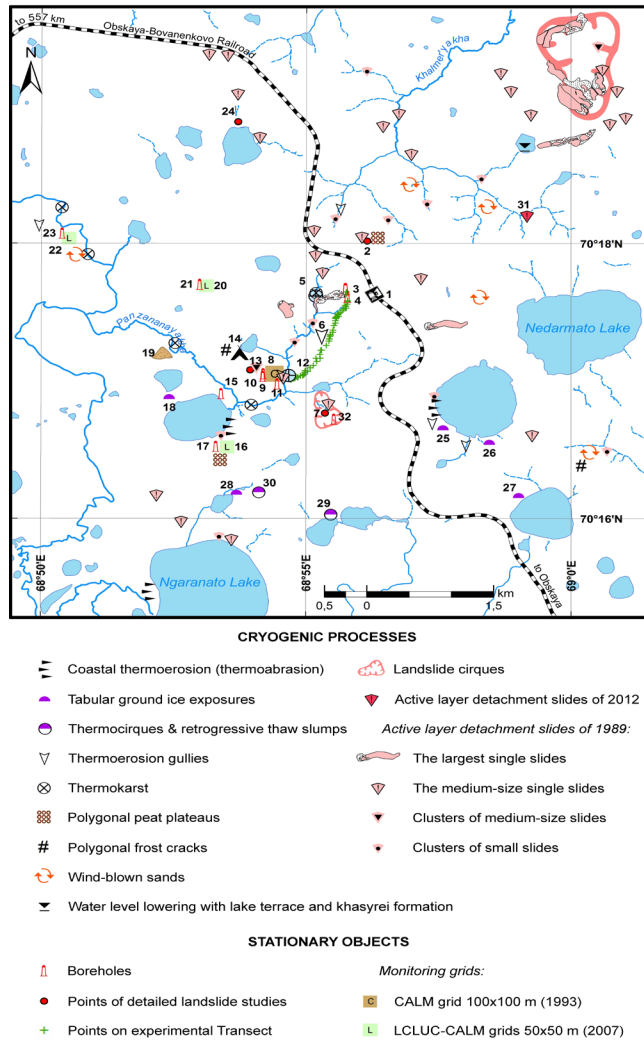 to 557 km
Obskaya-Bovanenkovo Railroad
N
Khalmer'yakha
24
31
70°18'N
2
23
22
21 L 20
L
5
3
4
1
Panzananayakha
6
Nedarmato Lake
14
19
13 8
12
C
10 9
11
15
18
7
32
17 L 16
25
26
28
30
27
29
70°16'N
68°50'E
68°55'E
69°0'E
Ngaranato Lake
km
0,5 0 1,5
to Obskaya
CRYOGENIC PROCESSES
Coastal thermoerosion (thermoabrasion)
Landslide cirques
Tabular ground ice exposures
Active layer detachment slides of 2012
Thermocirques & retrogressive thaw slumps
Active layer detachment slides of 1989:
Thermoerosion gullies
The largest single slides
Thermokarst
The medium-size single slides
Polygonal peat plateaus
Clusters of medium-size slides
# Polygonal frost cracks
Clusters of small slides
Wind-blown sands
Water level lowering with lake terrace and khasyrei formation
STATIONARY OBJECTS
Boreholes
Monitoring grids:
Points of detailed landslide studies
C CALM grid 100x100 m (1993)
+ Points on experimental Transect
L LCLUC-CALM grids 50x50 m (2007)